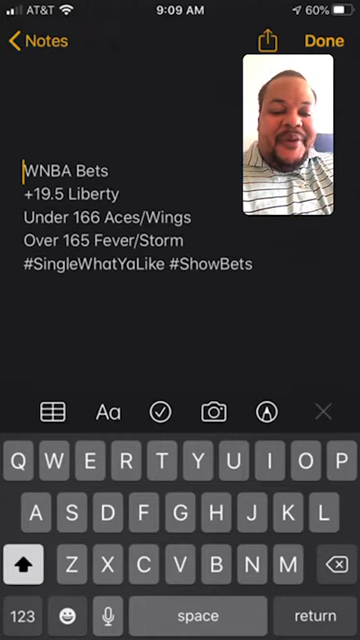 AT&T
9:09 AM
60%
Notes
Done
WNBA Bets
+19.5 Liberty
Under 166 Aces/Wings
Over 165 Fever/Storm
#SingleWhatYaLike #ShowBets
Aa
Q W E R T Y U I O P
A S D F G H J K L
Z X C V B N M
123
space
return